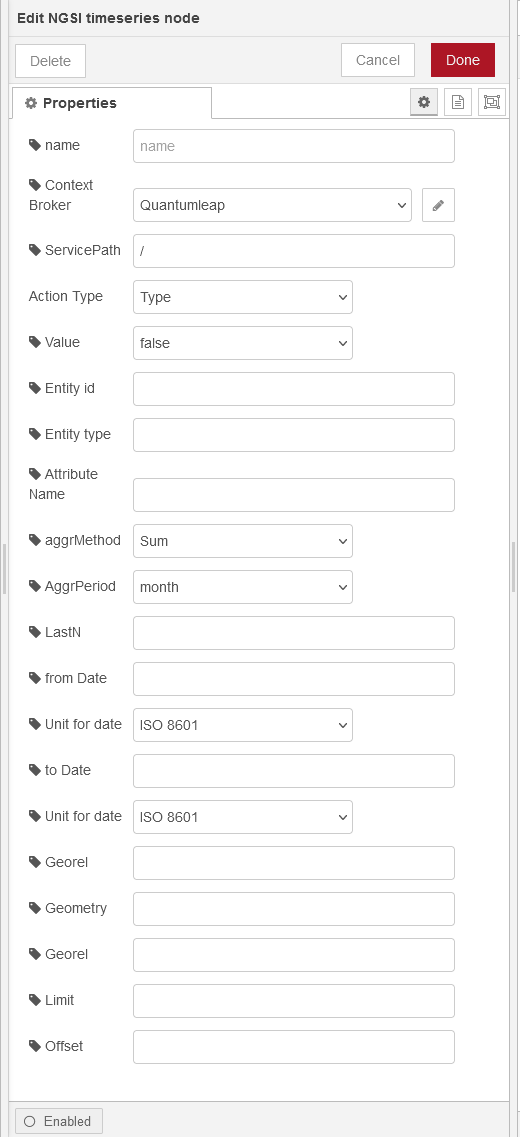 Edit NGSI timeseries node
Delete
Cancel
Done
Properties
name
name
Context
Broker
Quantumleap
ServicePath
/
Action Type
Type
Value
false
Entity id
Entity type
Attribute
Name
aggrMethod
Sum
AggrPeriod
month
LastN
from Date
Unit for date
ISO 8601
to Date
Unit for date
ISO 8601
Georel
Geometry
Georel
Limit
Offset
Enabled